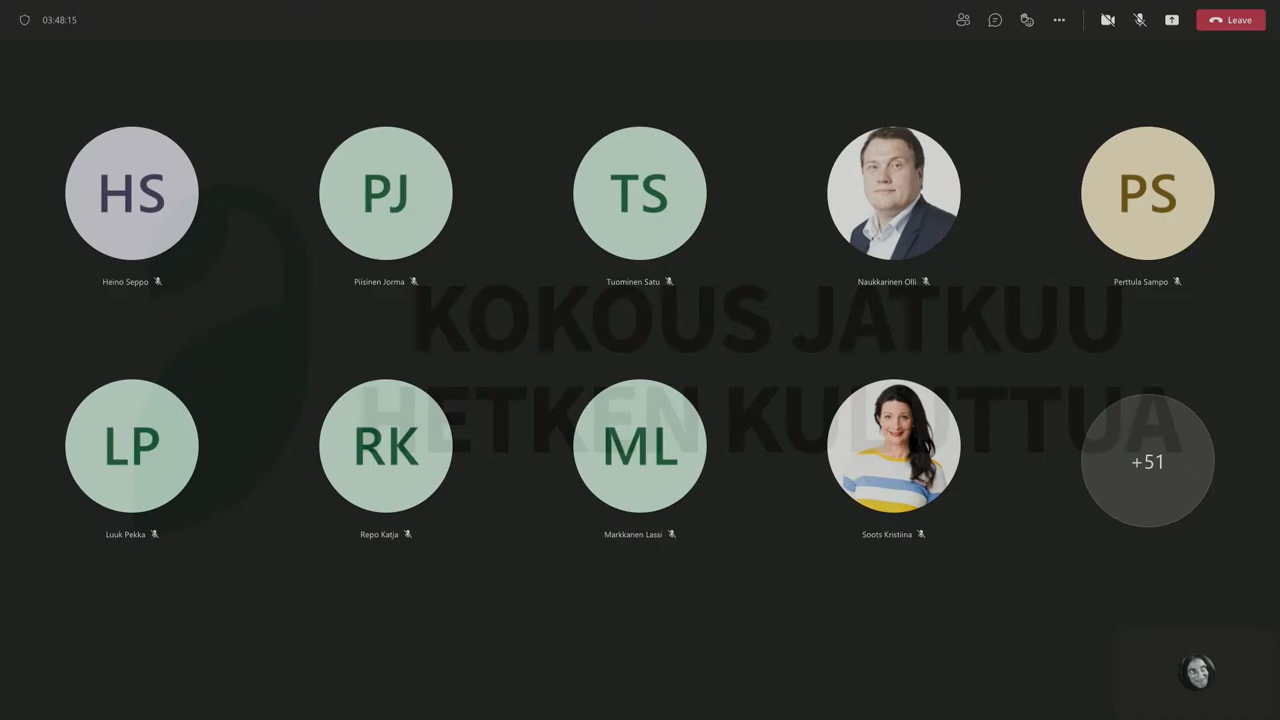 03:48:15
Leave
HS
PJ
TS
PS
Heino Seppo
Piisinen Jorma
Tuominen Satu
Naukkarinen Olli
Perttula Sampo
KOKOUS JATKUU
HETKEN KULUTTUA
LP
RK
ML
+51
Luuk Pekka
Repo Katja
Markkanen Lassi
Soots Kristiina